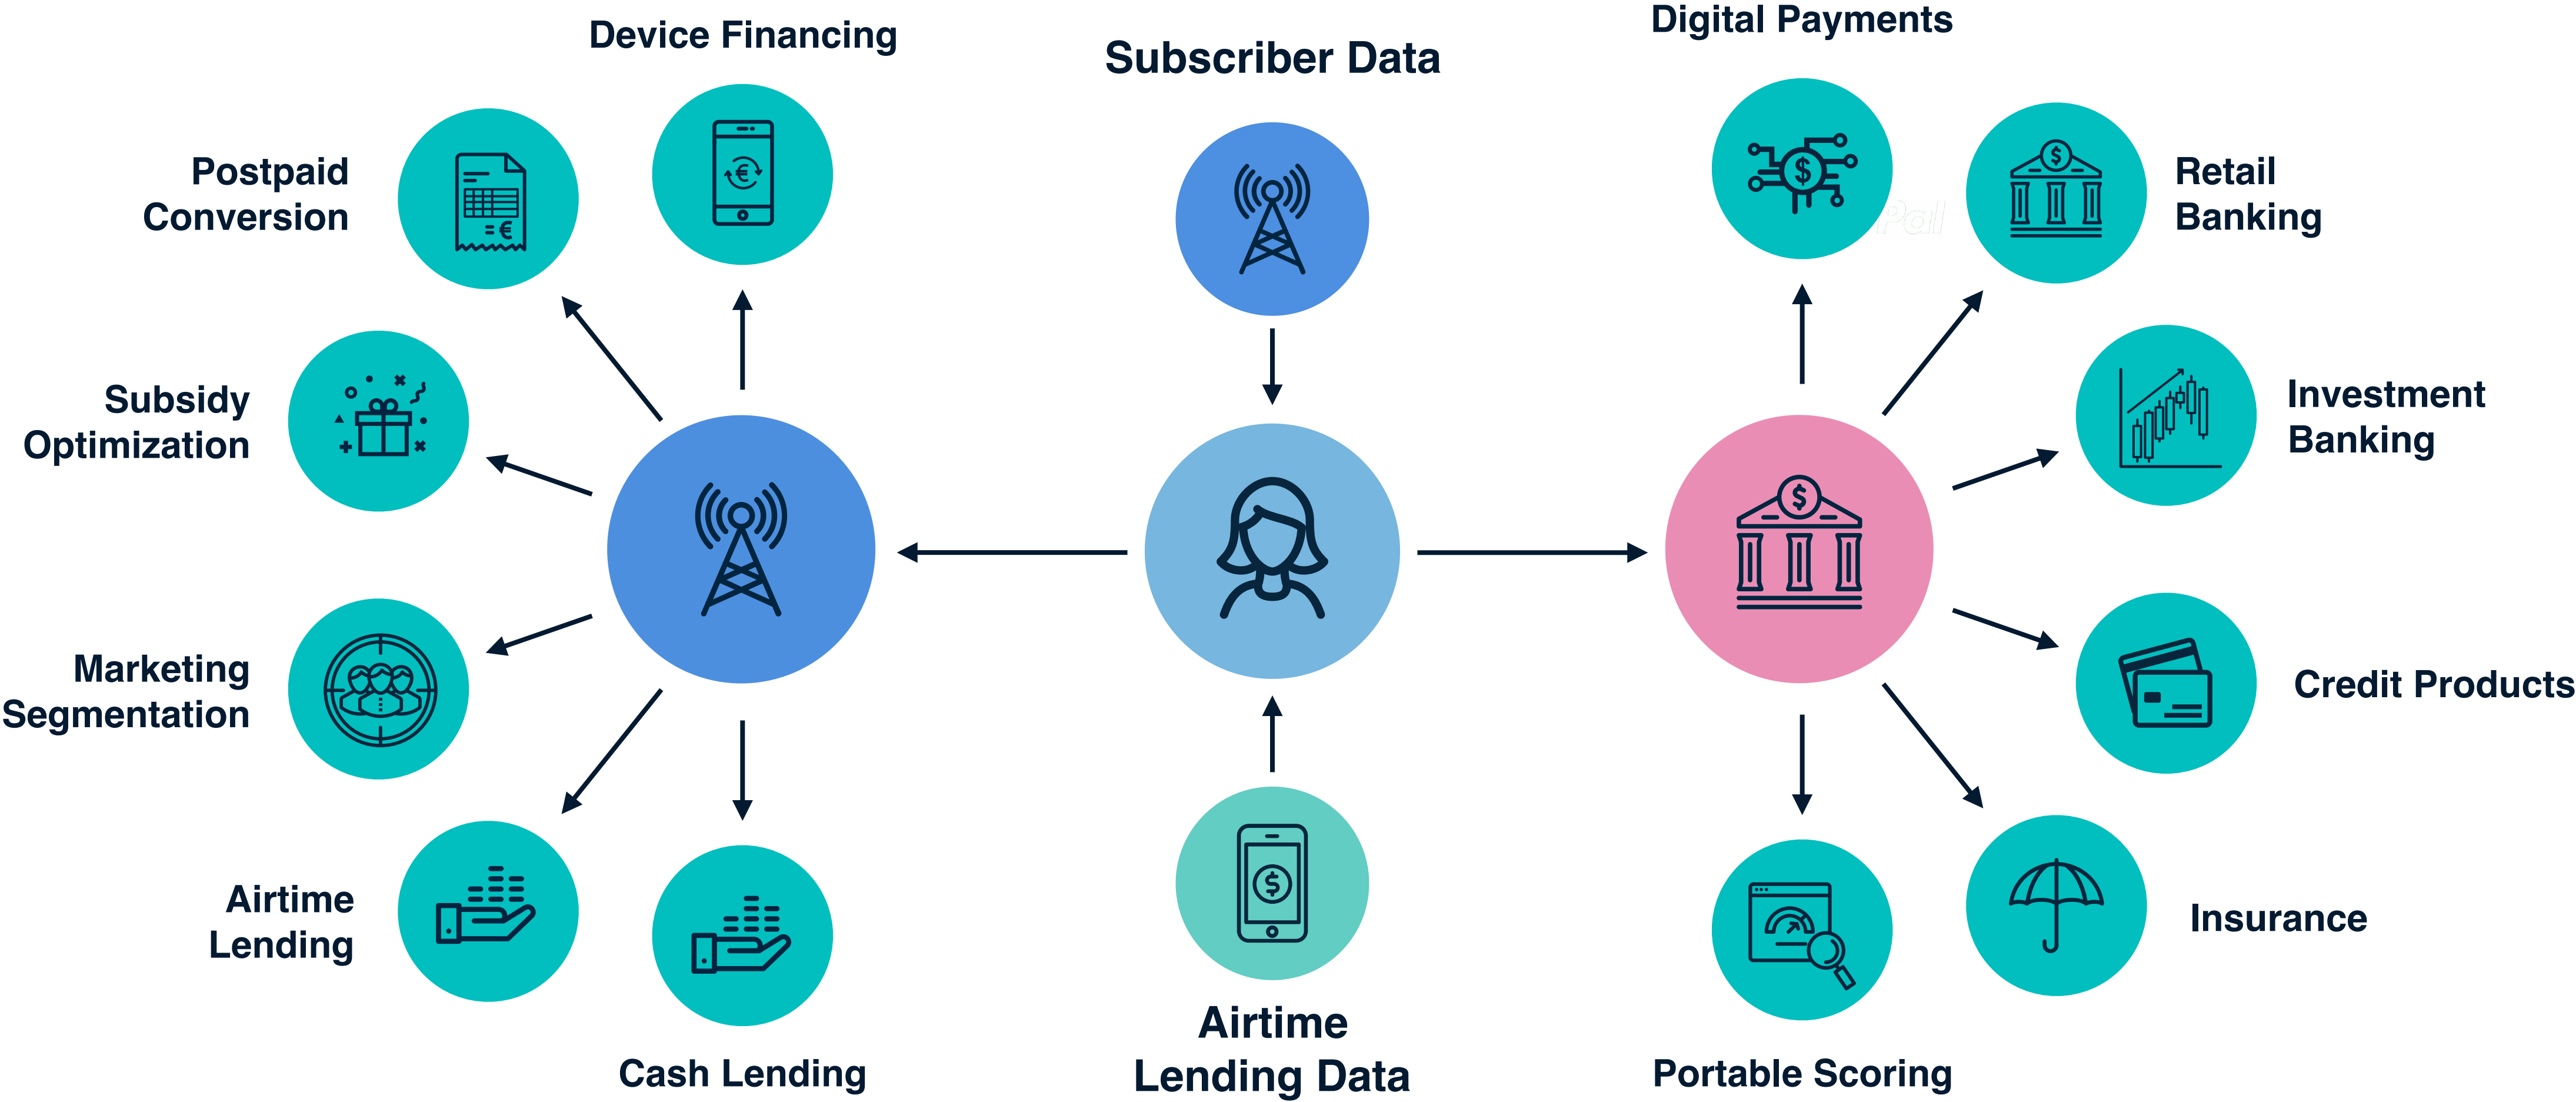 Device Financing
Subscriber Data
Digital Payments
Postpaid
Conversion
Retail
Banking
Subsidy
Optimization
Investment
Banking
Marketing
Segmentation
Credit Products
Airtime
Lending
Insurance
Cash Lending
Airtime
Lending Data
Portable Scoring
$
€
= €
$
$
$
Pal